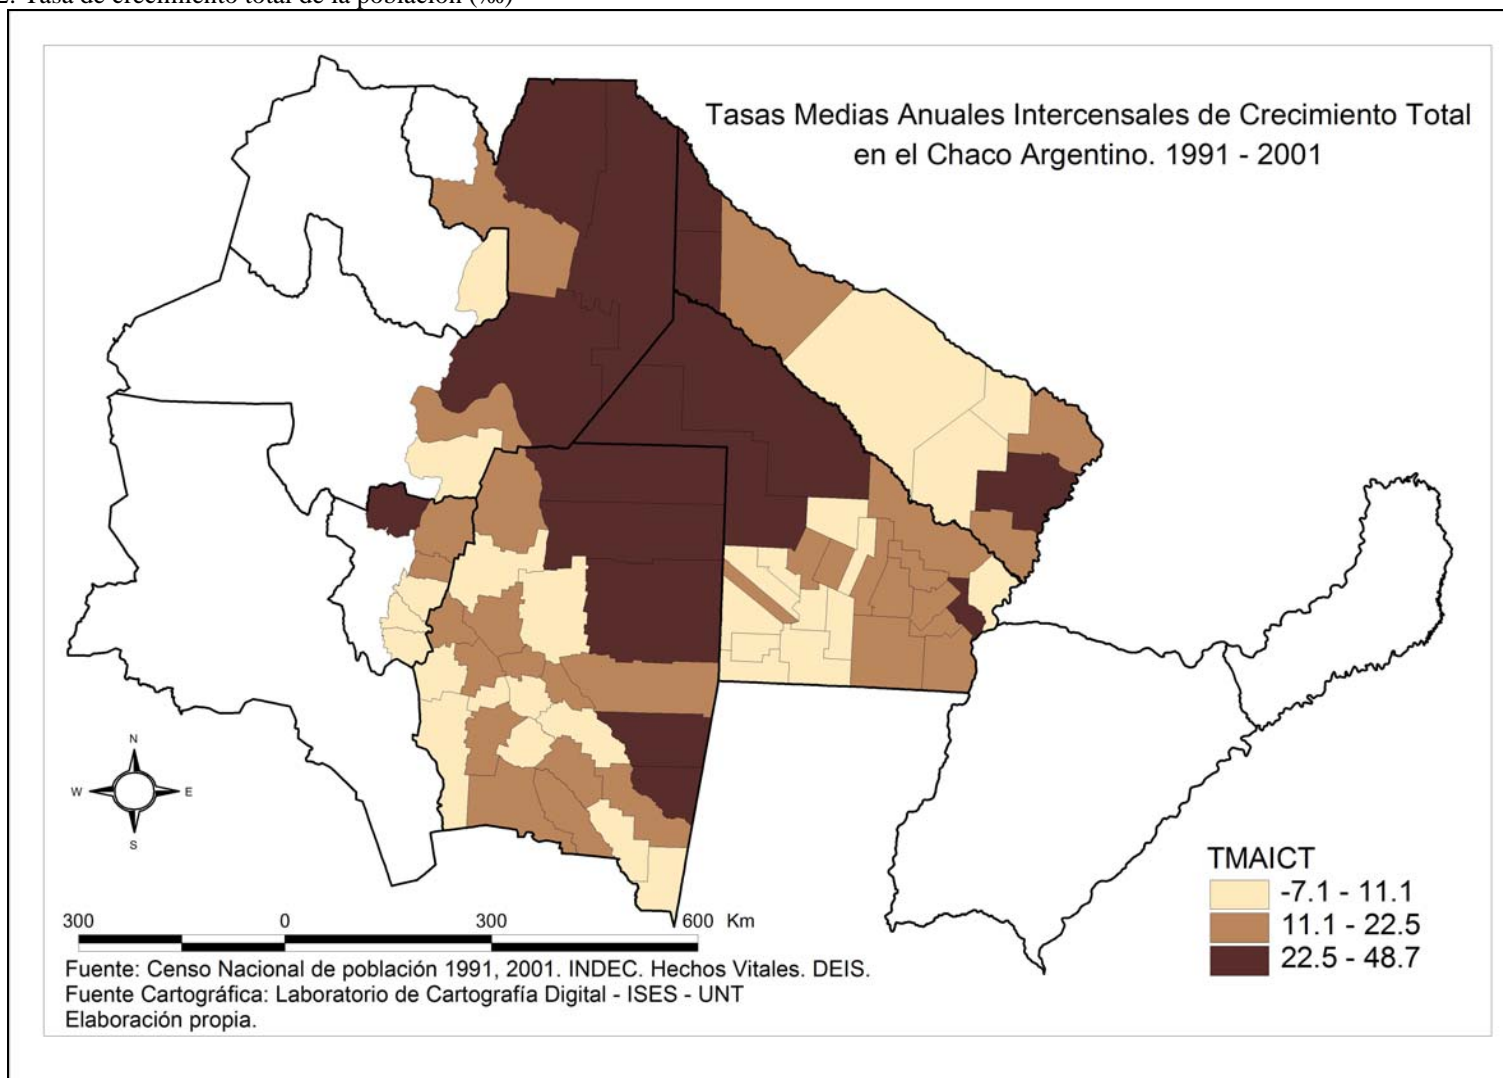 2. Tasa de crecimiento total de la población (‰)
Tasas Medias Anuales Intercensales de Crecimiento Total
en el Chaco Argentino. 1991 - 2001
N
W E
S
TMAICT
-7.1 - 11.1
11.1 - 22.5
22.5 - 48.7
300 0 300 600 Km
Fuente: Censo Nacional de población 1991, 2001. INDEC. Hechos Vitales. DEIS.
Fuente Cartográfica: Laboratorio de Cartografía Digital - ISES - UNT
Elaboración propia.